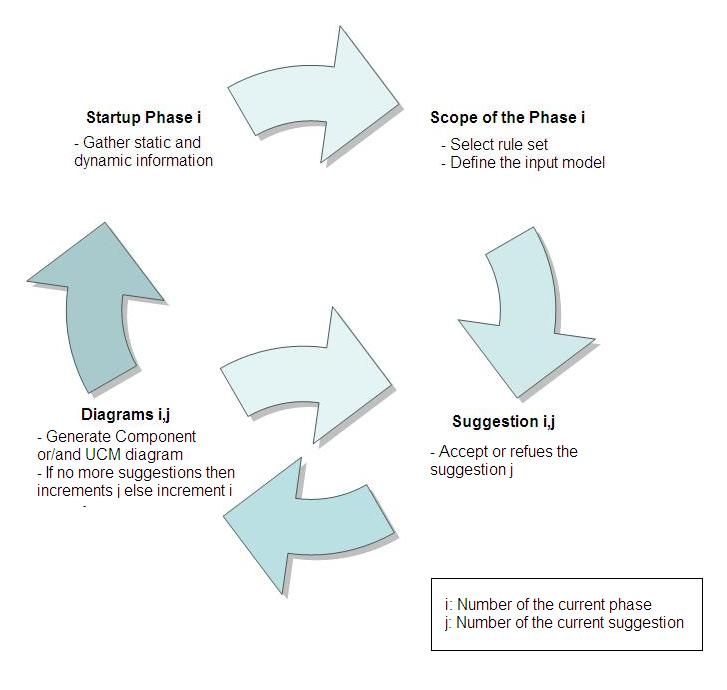 Startup Phase i
- Gather static and
dynamic information
Scope of the Phase i
- Select rule set
- Define the input model
Diagrams i,j
- Generate Component
or/and UCM diagram
- If no more suggestions then
increments j else increment i
-
Suggestion i,j
- Accept or refues the
suggestion j
i: Number of the current phase
j: Number of the current suggestion